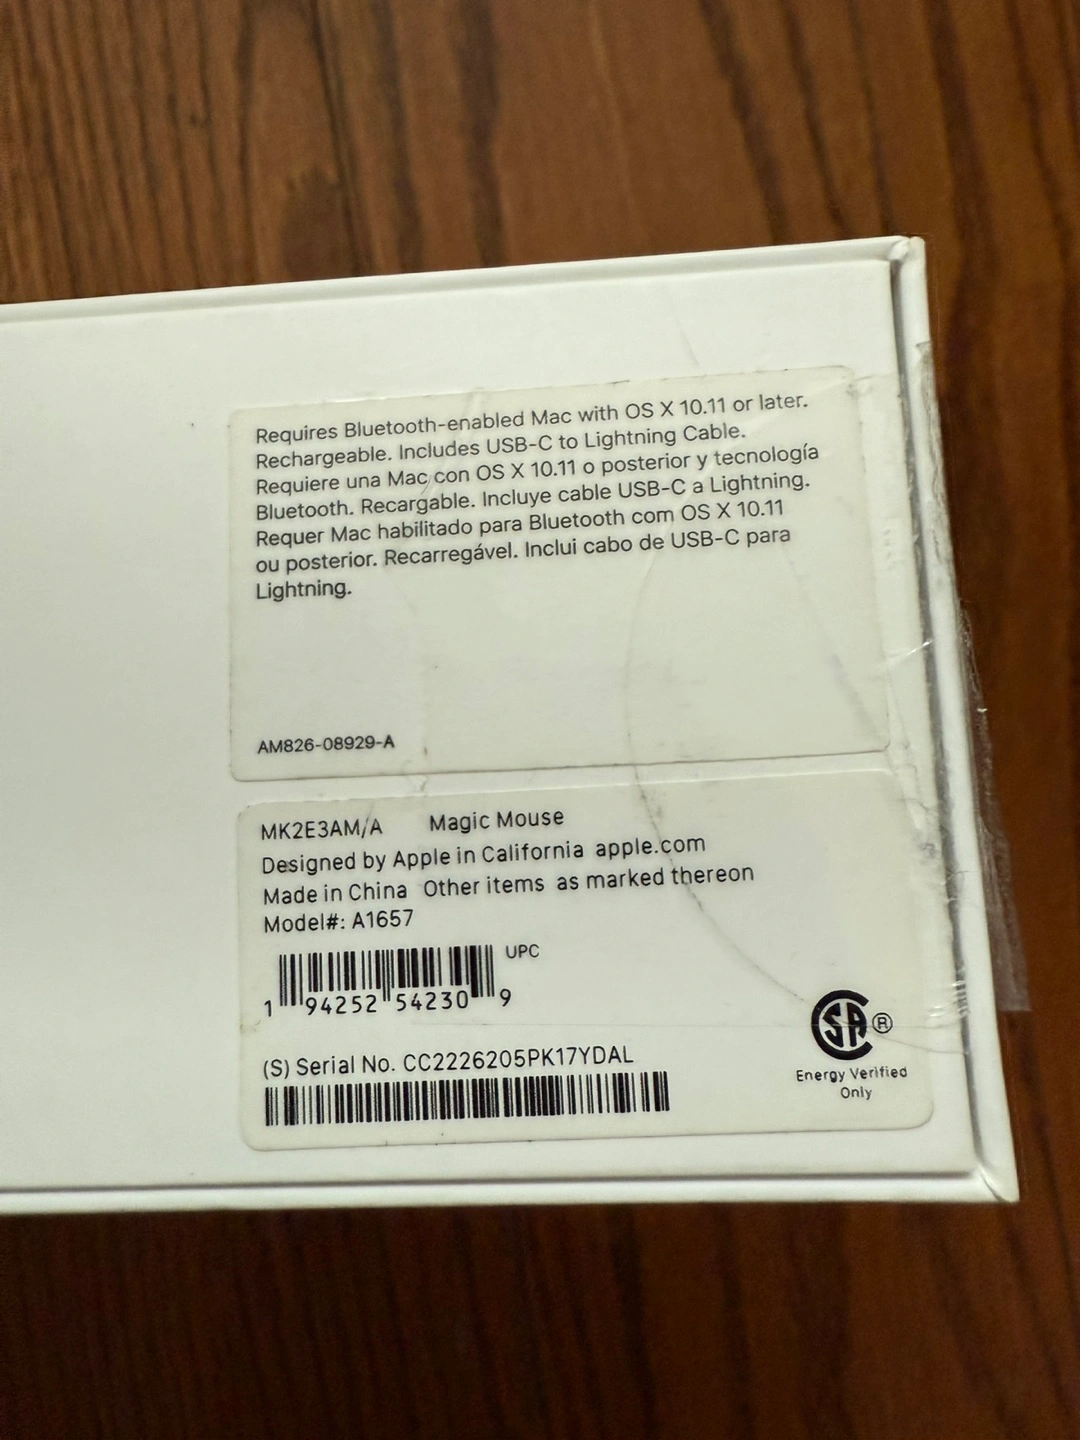 Requires Bluetooth-enabled Mac with OS X 10.11 or later.
Rechargeable. Includes USB-C to Lightning Cable.
Requiere una Mac con OS X 10.11 o posterior y tecnología
Bluetooth. Recargable. Incluye cable USB-C a Lightning.
Requer Mac habilitado para Bluetooth com OS X 10.11
ou posterior. Recarregável. Inclui cabo de USB-C para
Lightning.
AM826-08929-A
MK2E3AM/A Magic Mouse
Designed by Apple in California apple.com
Made in China Other items as marked thereon
Model#: A1657
UPC
1 94252 54230 9
SA ®
Energy Verified
Only
(S) Serial No. CC2226205PK17YDAL